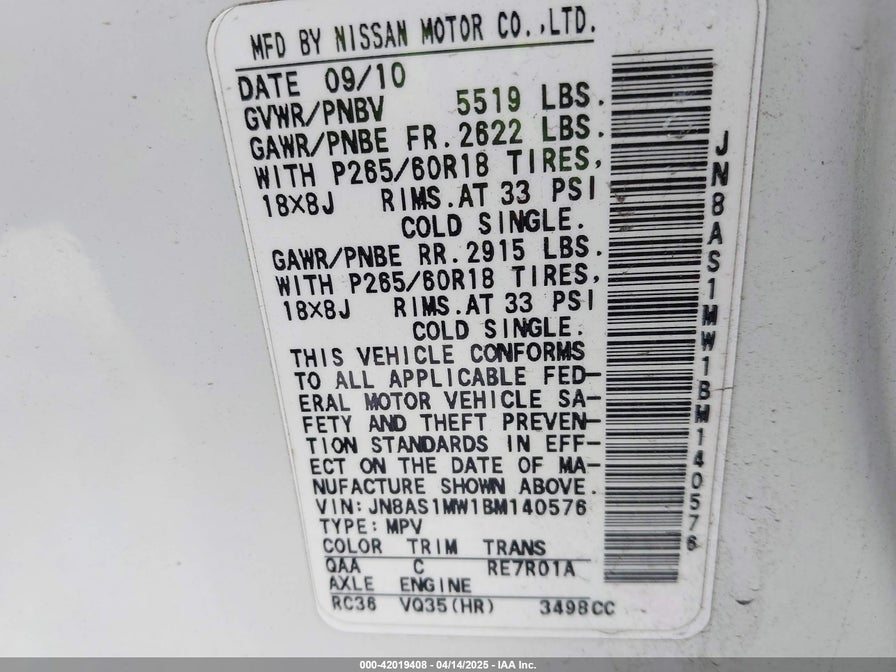 MFD BY NISSAN MOTOR CO.,LTD.
DATE 09/10
GVWR/PNBV 5519 LBS.
GAWR/PNBE FR.2622 LBS.
WITH P265/60R18 TIRES,
18X8J RIMS.AT 33 PSI
COLD SINGLE.
GAWR/PNBE RR.2915 LBS.
WITH P265/60R18 TIRES,
18X8J RIMS.AT 33 PSI
COLD SINGLE.
THIS VEHICLE CONFORMS
TO ALL APPLICABLE FED-
ERAL MOTOR VEHICLE SA-
FETY AND THEFT PREVEN-
TION STANDARDS IN EFF-
ECT ON THE DATE OF MA-
NUFACTURE SHOWN ABOVE.
VIN:JN8AS1MW1BM140576
TYPE:MPV
COLOR TRIM TRANS
QAA C RE7R01A
AXLE ENGINE
RC36 VQ35(HR) 3498CC
JN8AS1MW1BM140576
000-42019408 - 04/14/2025 - IAA Inc.